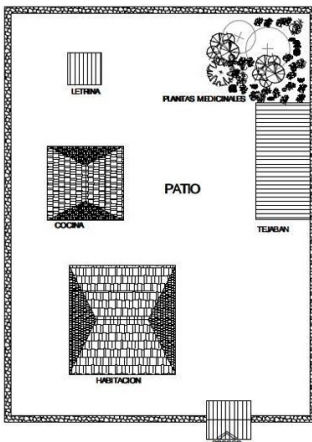 LETRINA
PLANTAS MEDICINALES
COCINA
PATIO
TEJABAN
HABITACION